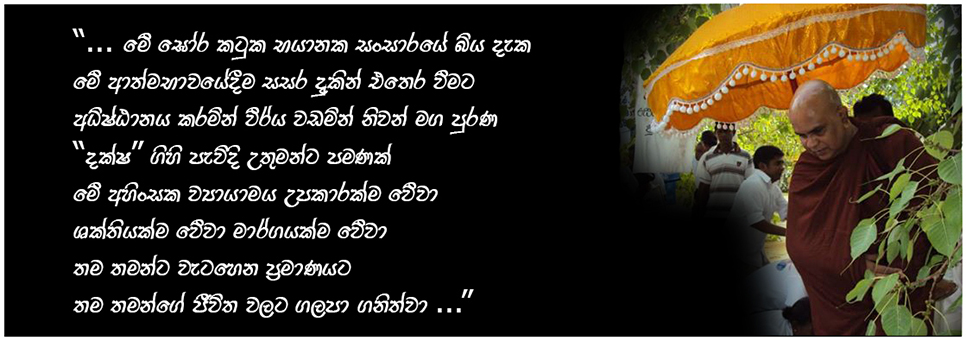 “... මේ ඝෝර කටුක භයානක සංසාරයේ බිය දැක
මේ ආත්මභාවයේදීම සසර දුකින් එතෙර වීමට
අධිෂ්ඨානය කරමින් වීර්ය වඩමින් නිවන් මග පුරණ
“දක්ෂ” ගිහි පැවිදි උතුමන්ට පමණක්
මේ අහිංසක ව්‍යායාමය උපකාරක්ම වේවා
ශක්තියක්ම වේවා මාර්ගයක්ම වේවා
තම තමන්ට වැටහෙන ප්‍රමාණයට
තම තමන්ගේ ජීවිත වලට ගලපා ගනිත්වා ...”